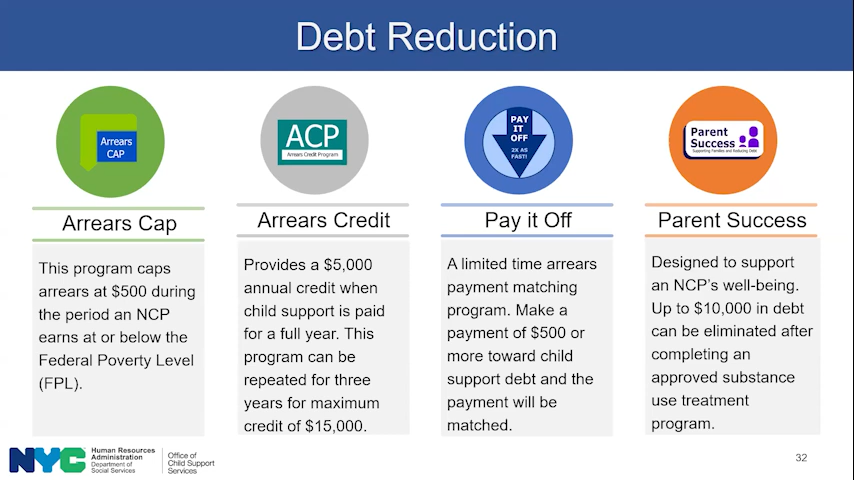 Debt Reduction
Arrears
CAP
ACP
Arrears Credit Program
PAY
IT
OFF
2X AS
FAST!
Parent
Success
Supporting Families and Reducing Debt
Arrears Cap
Arrears Credit
Pay it Off
Parent Success
This program caps
arrears at $500 during
the period an NCP
earns at or below the
Federal Poverty Level
(FPL).
Provides a $5,000
annual credit when
child support is paid
for a full year. This
program can be
repeated for three
years for maximum
credit of $15,000.
A limited time arrears
payment matching
program. Make a
payment of $500 or
more toward child
support debt and the
payment will be
matched.
Designed to support
an NCP's well-being.
Up to $10,000 in debt
can be eliminated after
completing an
approved substance
use treatment
program.
NYC
Human Resources
Administration
Department of
Social Services
Office of
Child Support
Services
32